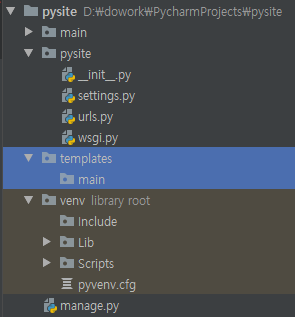 pysite D:₩dowork₩PycharmProjects₩pysite
main
pysite
__init__.py
settings.py
urls.py
wsgi.py
templates
main
venv library root
Include
Lib
Scripts
pyvenv.cfg
manage.py